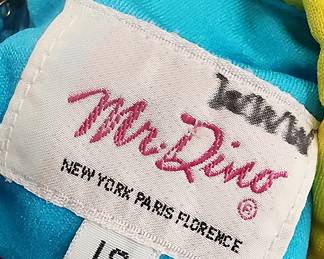 Mr. Dino ®
NEW YORK PARIS FLORENCE